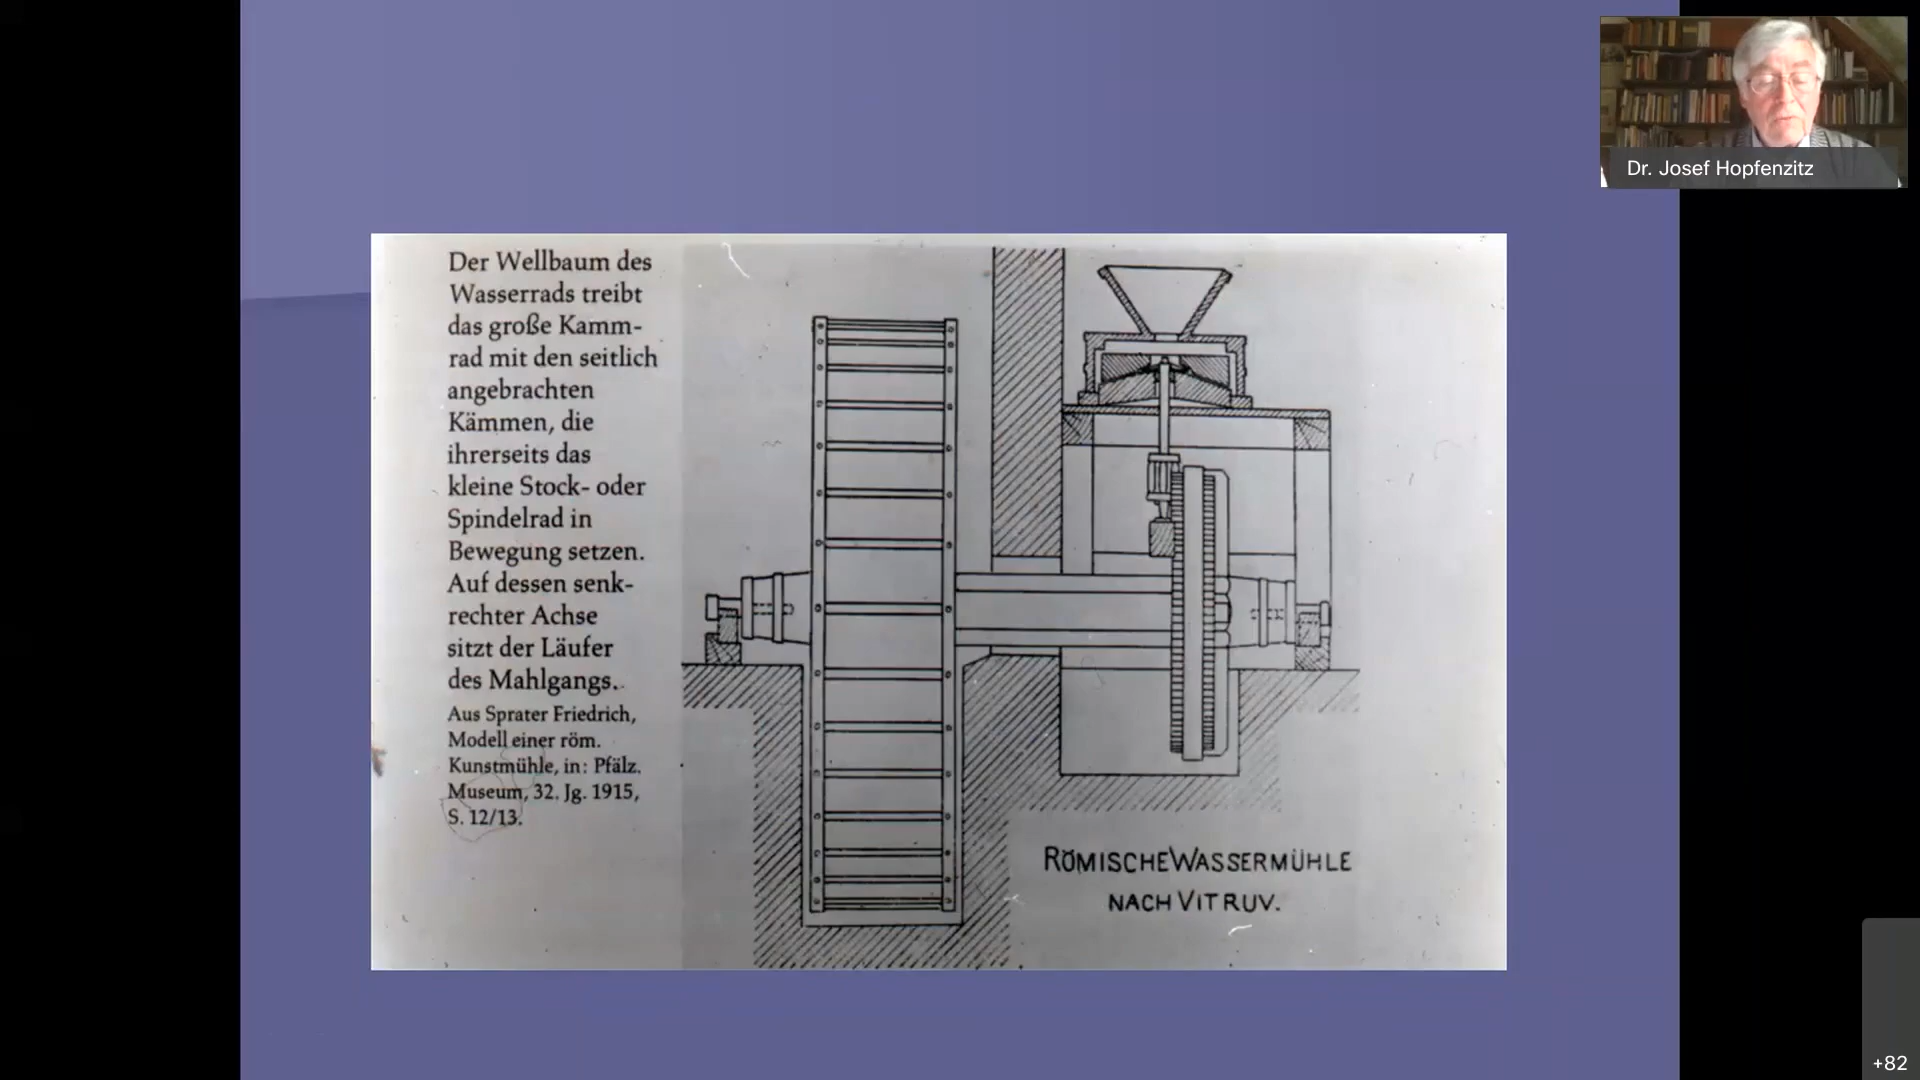 Dr. Josef Hopfenzitz
Der Wellbaum des
Wasserrads treibt
das große Kamm-
rad mit den seitlich
angebrachten
Kämmen, die
ihrerseits das
kleine Stock- oder
Spindelrad in
Bewegung setzen.
Auf dessen senk-
rechter Achse
sitzt der Läufer
des Mahlgangs.
Aus Sprater Friedrich,
Modell einer röm.
Kunstmühle, in: Pfälz.
Museum, 32. Jg. 1915,
S. 12/13.
RÖMISCHE WASSERMÜHLE
NACH VITRUV.
+82